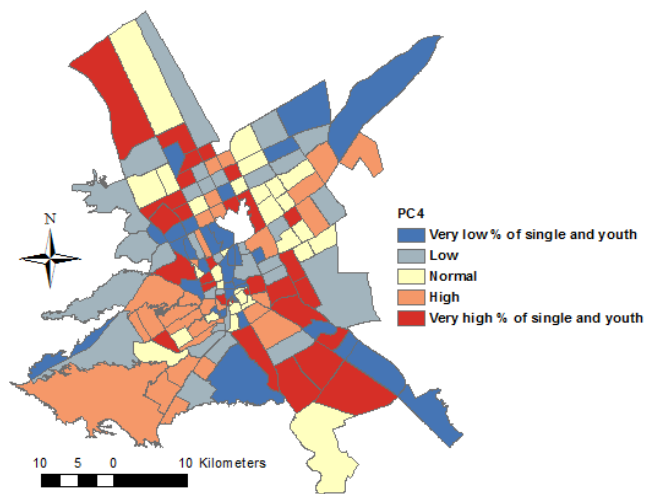 N
PC4
Very low % of single and youth
Low
Normal
High
Very high % of single and youth
10 5 0 10 Kilometers